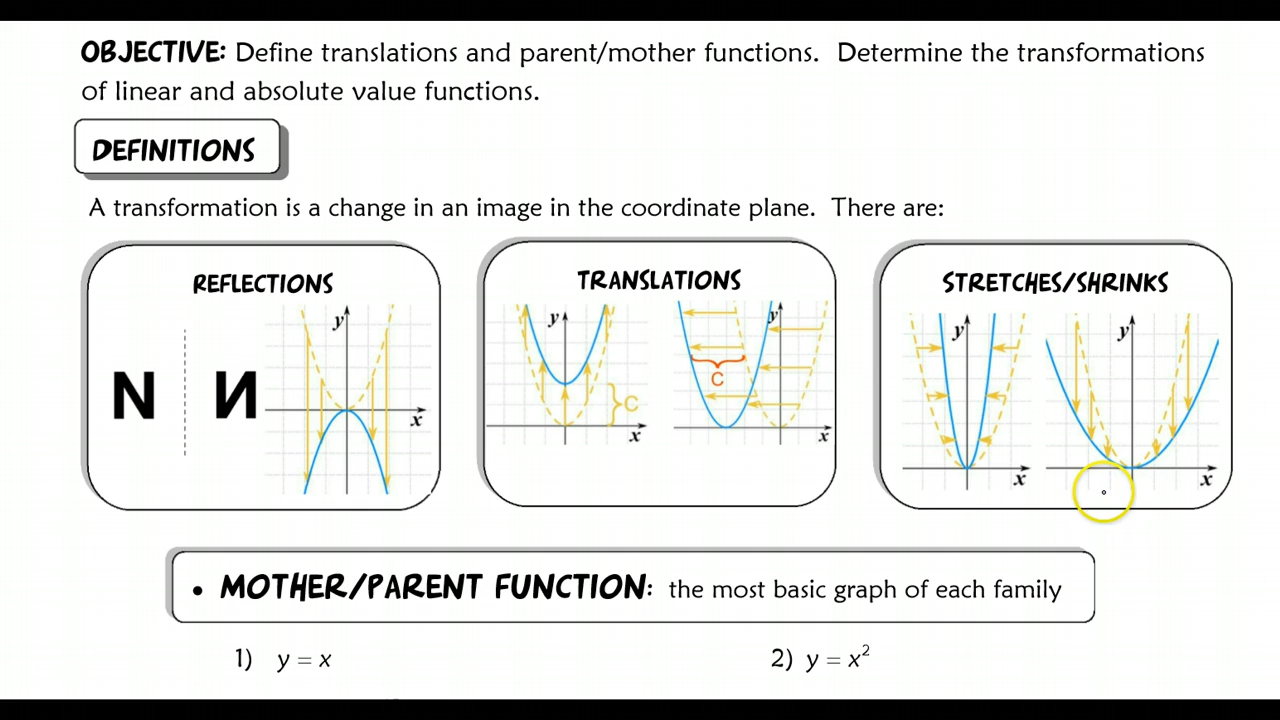 OBJECTIVE: Define translations and parent/mother functions. Determine the transformations
of linear and absolute value functions.
DEFINITIONS
A transformation is a change in an image in the coordinate plane. There are:
REFLECTIONS
N И
y
x
TRANSLATIONS
y
C
x
y
C
x
STRETCHES/SHRINKS
y
x
y
x
• MOTHER/PARENT FUNCTION: the most basic graph of each family
1) y = x
2) y = x²